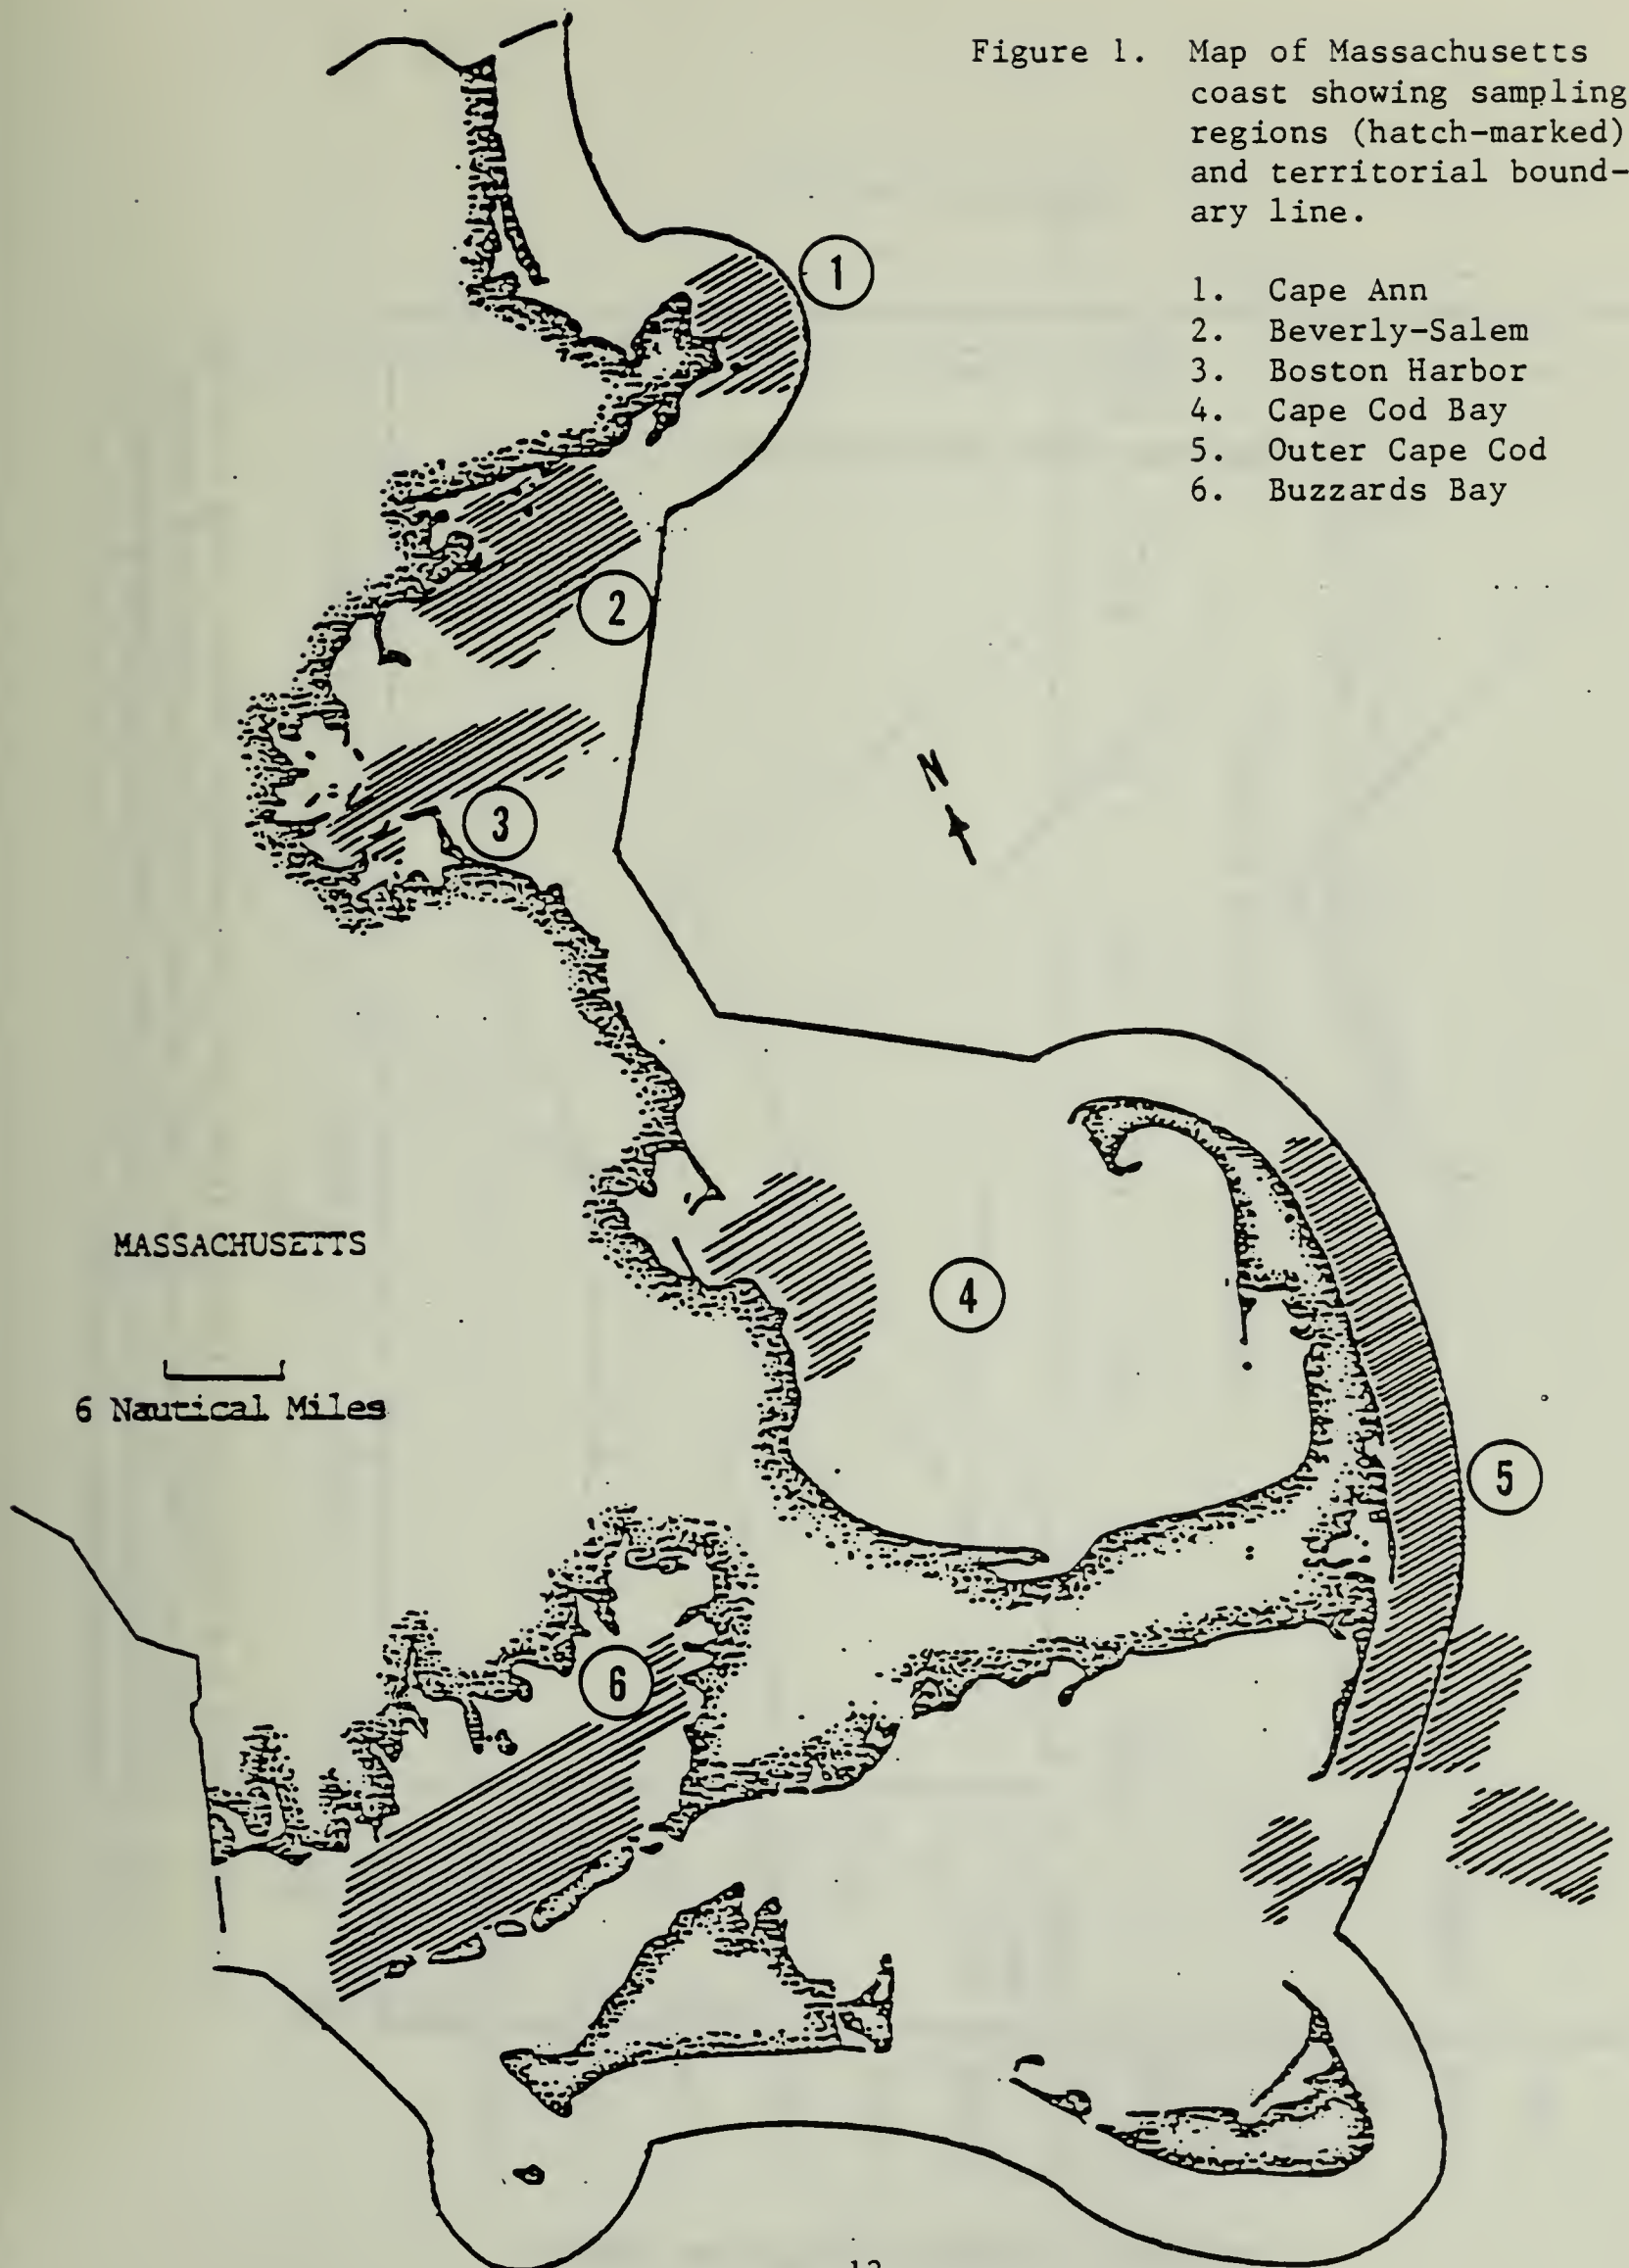 Figure 1. Map of Massachusetts
coast showing sampling
regions (hatch-marked)
and territorial bound-
ary line.
1. Cape Ann
2. Beverly-Salem
3. Boston Harbor
4. Cape Cod Bay
5. Outer Cape Cod
6. Buzzards Bay
1
2
N
3
MASSACHUSETTS
4
6 Nautical Miles
5
6